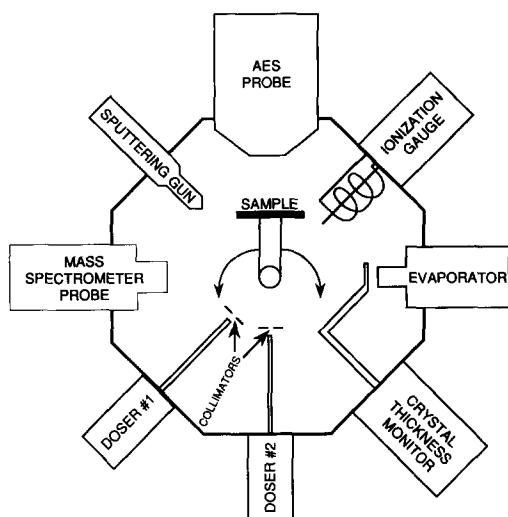 AES
PROBE
SPUTTERING GUN
IONIZATION
GAUGE
SAMPLE
MASS
SPECTROMETER
PROBE
EVAPORATOR
COLLIMATORS
DOSER #1
DOSER #2
CRYSTAL
THICKNESS
MONITOR